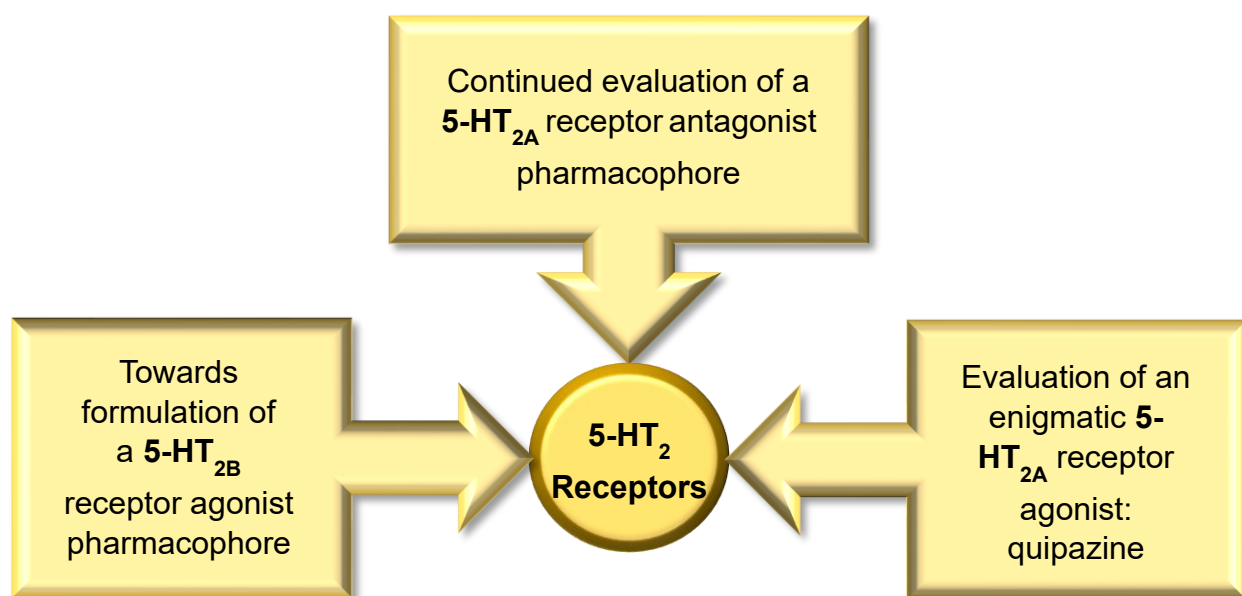 Continued evaluation of a
5-HT2A receptor antagonist
pharmacophore
Towards
formulation of
a 5-HT2B
receptor agonist
pharmacophore
5-HT2
Receptors
Evaluation of an
enigmatic 5-
HT2A receptor
agonist:
quipazine